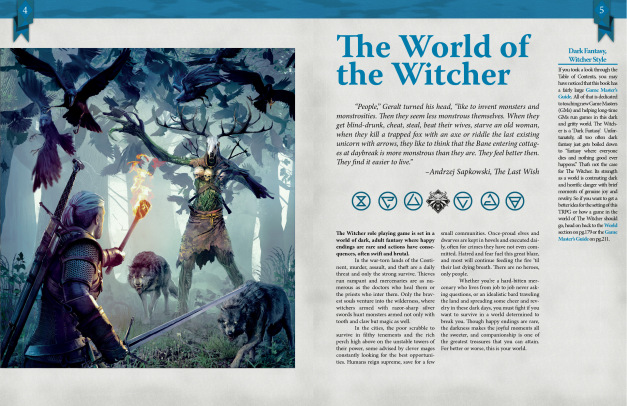 4
5
The World of
the Witcher
"People," Geralt turned his head, "like to invent monsters and
monstrosities. Then they seem less monstrous themselves. When they
get blind-drunk, cheat, steal, beat their wives, starve an old woman,
when they kill a trapped fox with an axe or riddle the last existing
unicorn with arrows, they like to think that the Bane entering cottag-
es at daybreak is more monstrous than they are. They feel better then.
They find it easier to live."
–Andrzej Sapkowski, The Last Wish
The Witcher role playing game is set in a
world of dark, adult fantasy where happy
endings are rare and actions have conse-
quences, often swift and brutal.
In the war-torn lands of the Conti-
nent, murder, assault, and theft are a daily
threat and only the strong survive. Thieves
run rampant and mercenaries are as nu-
merous as the doctors who heal them or
the priests who inter them. Only the brav-
est souls venture into the wilderness, where
witchers armed with razor-sharp silver
swords hunt monsters armed not only with
tooth and claw but magic as well.
In the cities, the poor scribble to
survive in filthy tenements and the rich
perch high above on the unstable towers of
their power, some advised by clever mages
constantly looking for the best opportuni-
ties. Humans reign supreme, save for a few
small communities. Once-proud elves and
dwarves are kept in hovels and executed dai-
ly, often for crimes they have not even com-
mitted. Hatred and fear fuel this great blaze,
and most will continue feeding the fire 'til
their last dying breath. There are no heroes,
only people.
Whether you're a hard-bitten mer-
cenary who lives from job to job never ask-
ing questions, or an idealistic bard traveling
the land and spreading some cheer and rev-
elry in these dark days, you must fight if you
want to survive in a world determined to
break you. Though happy endings are rare,
the darkness makes the joyful moments all
the sweeter, and companionship is one of
the greatest treasures that you can attain.
For better or worse, this is your world.
Dark Fantasy,
Witcher Style
If you took a look through the
Table of Contents, you may
have noticed that this book has
a fairly large Game Master's
Guide. All of that is dedicated
to teaching new Game Masters
(GMs) and helping long-time
GMs run games in this dark
and gritty world. The Witch-
er is a 'Dark Fantasy.' Unfor-
tunately, all too often dark
fantasy just gets boiled down
to "fantasy where everyone
dies and nothing good ever
happens." That's not the case
for The Witcher. Its strength
as a world is contrasting dark
and horrific danger with brief
moments of genuine joy and
revelry. So if you want to get a
better idea for the setting of this
TRPG or how a game in the
world of The Witcher should
go, head on back to the World
section on pg.179 or the Game
Master's Guide on pg.211.